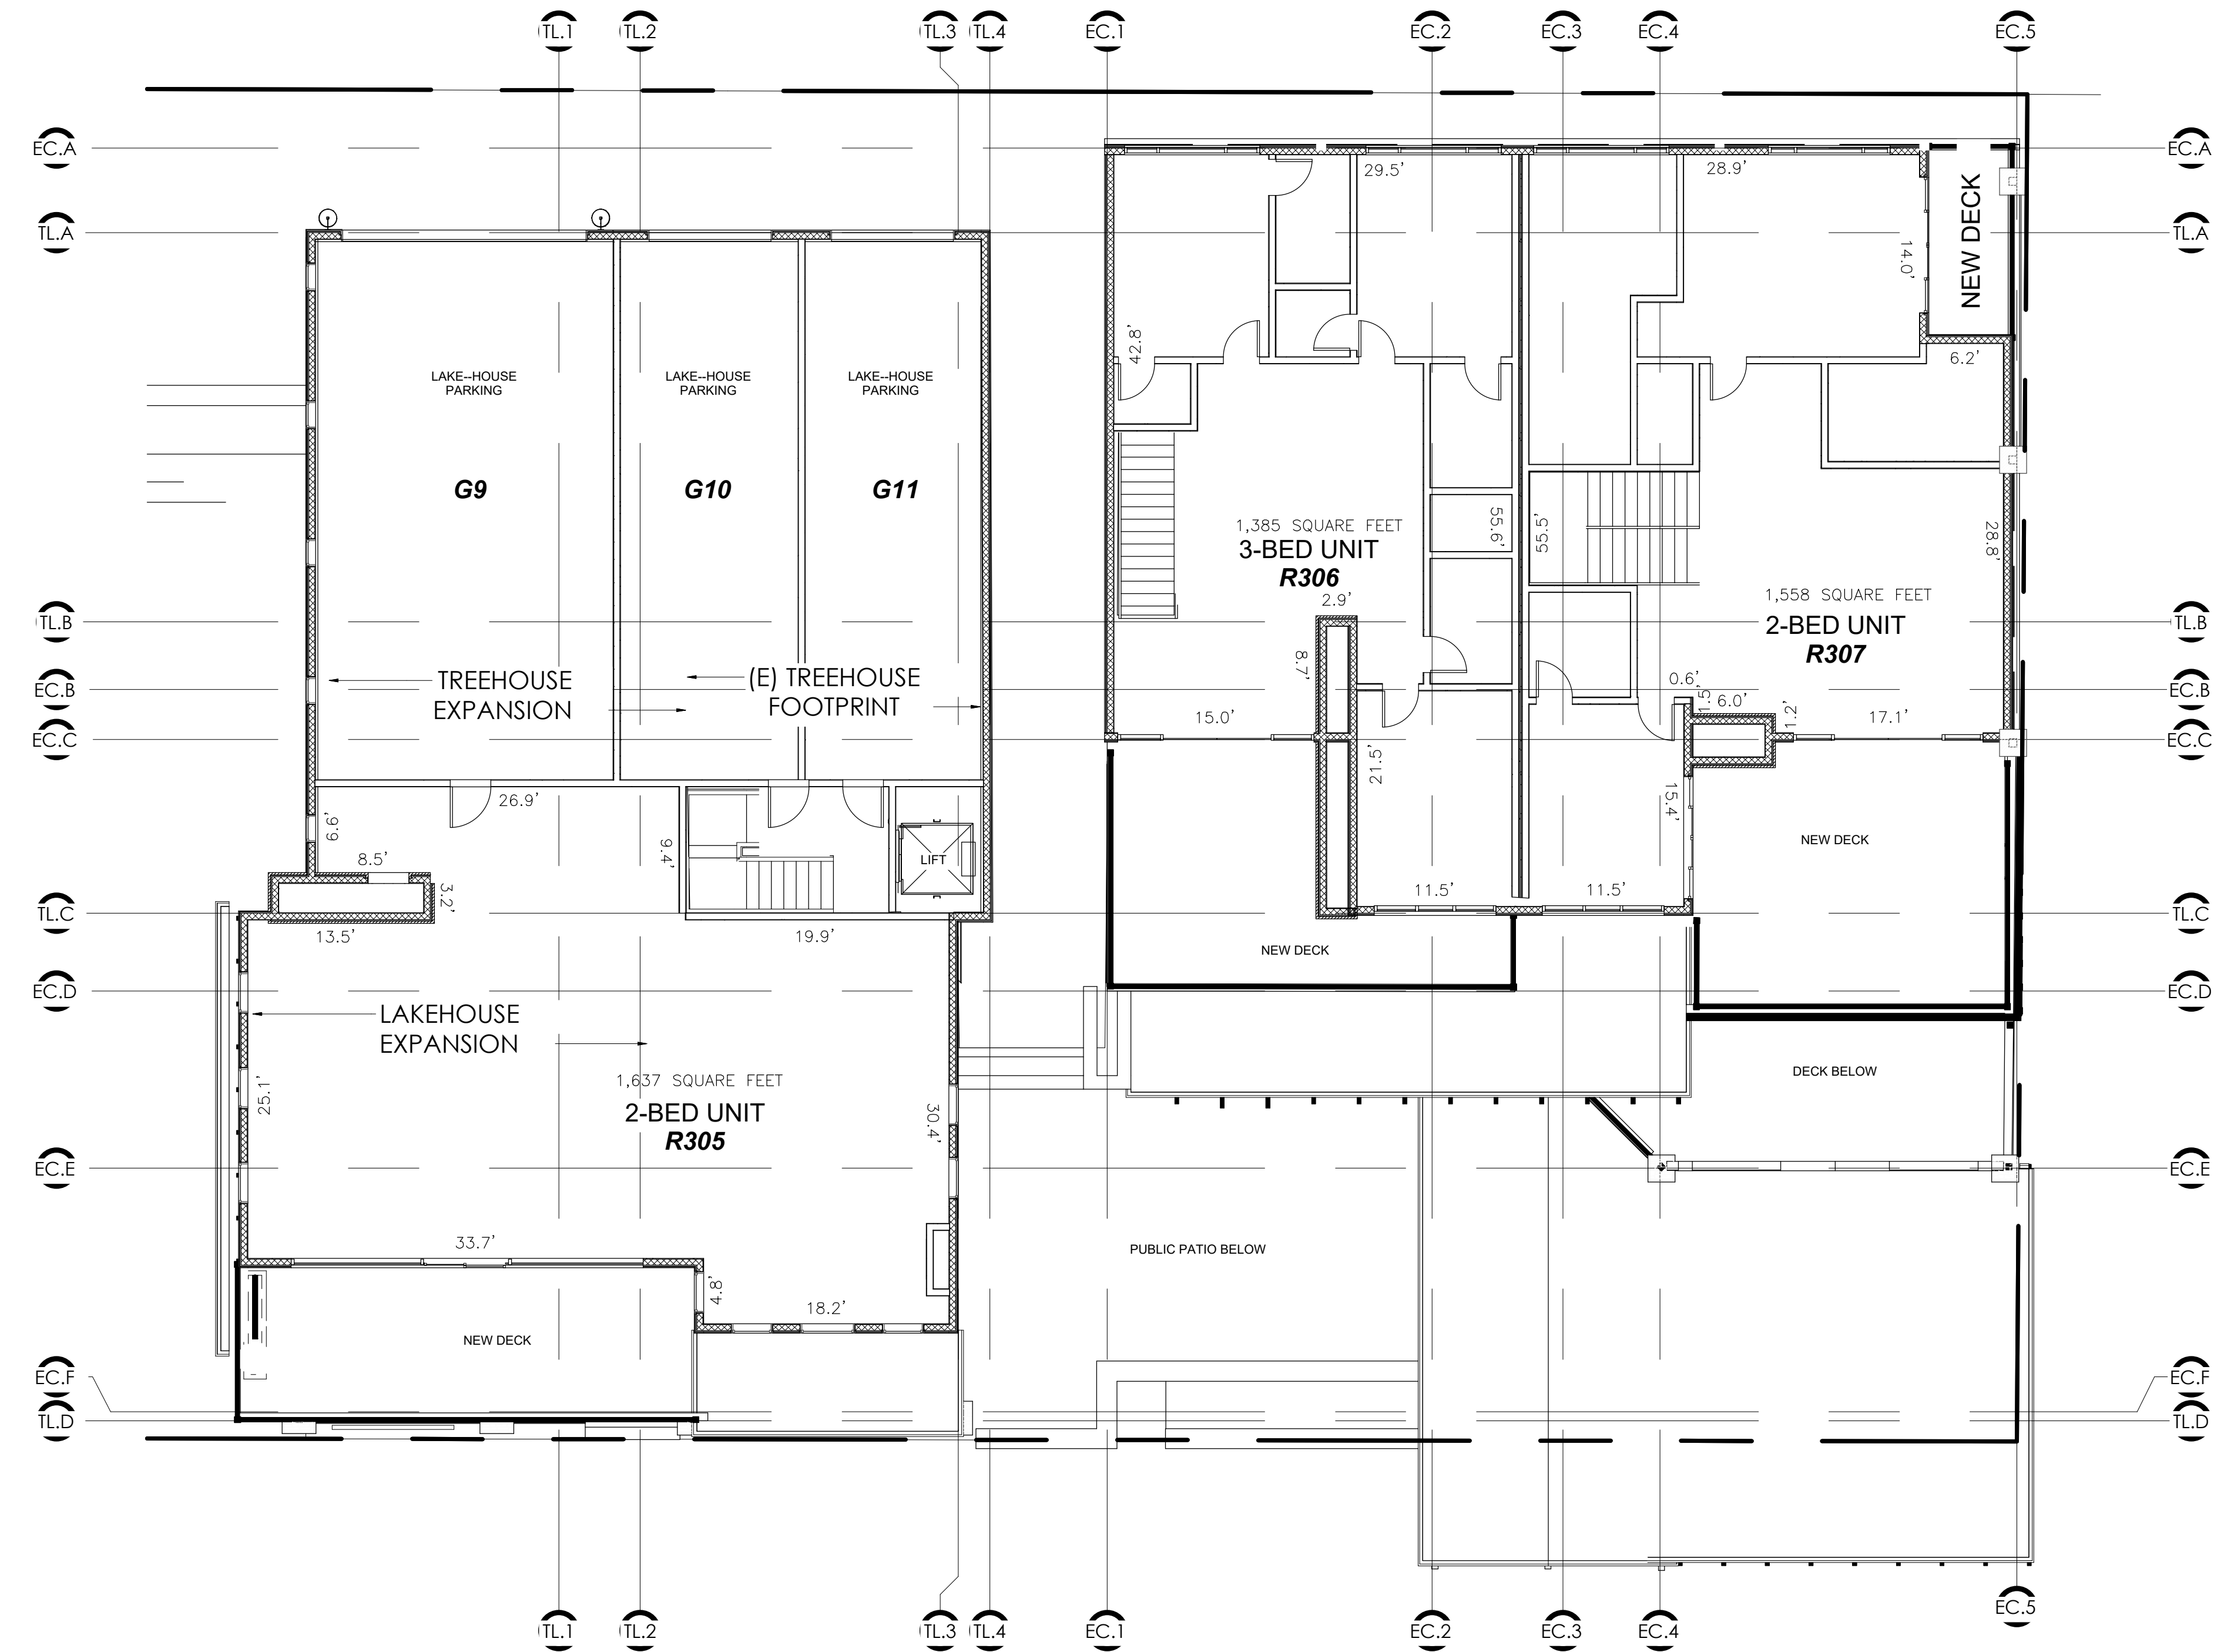 TL.1
TL.2
TL.3
TL.4
EC.1
EC.2
EC.3
EC.4
EC.5
EC.A
EC.A
29.5'
28.9'
NEW DECK
TL.A
TL.A
14.0'
42.8'
6.2'
LAKE--HOUSE
PARKING
LAKE--HOUSE
PARKING
LAKE--HOUSE
PARKING
G9
G10
G11
1,385 SQUARE FEET
3-BED UNIT
R306
55.6'
55.5'
28.8'
2.9'
1,558 SQUARE FEET
2-BED UNIT
R307
TL.B
TL.B
8.7'
TREEHOUSE
EXPANSION
(E) TREEHOUSE
FOOTPRINT
EC.B
EC.B
0.6'
1.5'
6.0'
1.2'
17.1'
15.0'
EC.C
EC.C
21.5'
26.9'
9.9'
8.5'
9.4'
3.2'
LIFT
15.4'
NEW DECK
11.5'
11.5'
TL.C
TL.C
13.5'
19.9'
NEW DECK
EC.D
EC.D
LAKEHOUSE
EXPANSION
25.1'
1,637 SQUARE FEET
2-BED UNIT
R305
30.4'
DECK BELOW
EC.E
EC.E
33.7'
4.8'
18.2'
PUBLIC PATIO BELOW
NEW DECK
EC.F
EC.F
TL.D
TL.D
TL.1
TL.2
TL.3
TL.4
EC.1
EC.2
EC.3
EC.4
EC.5